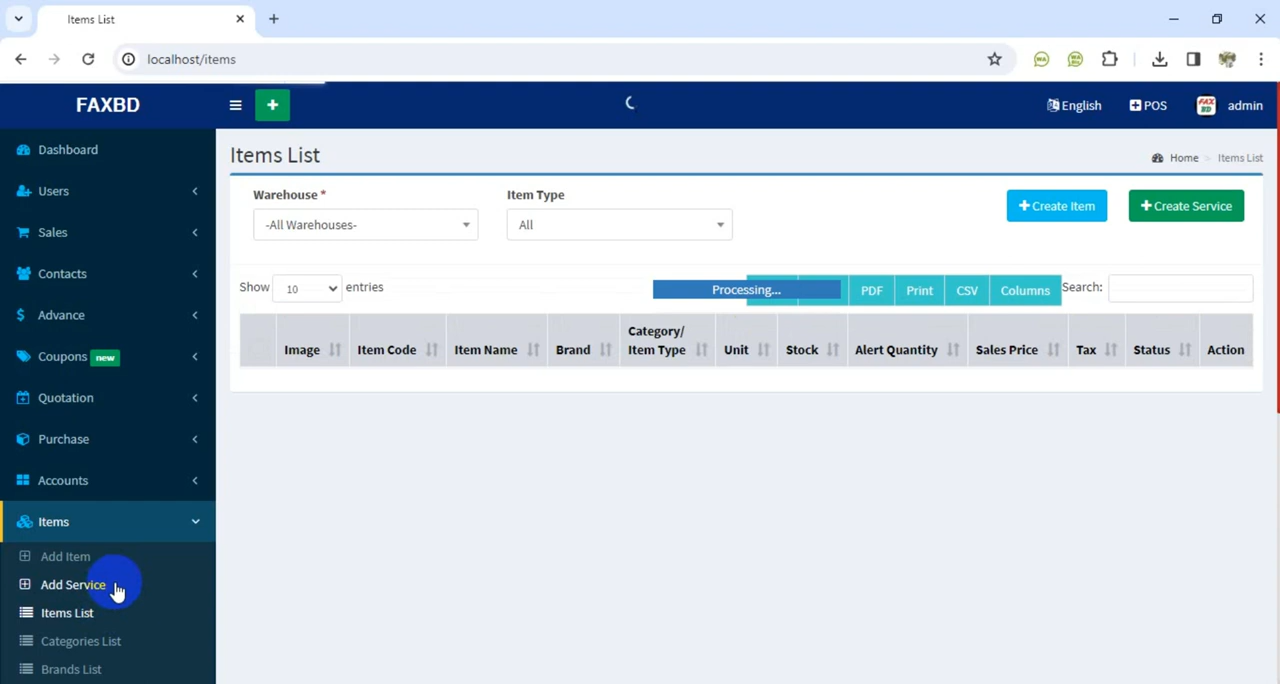 Items List
localhost/items
FAXBD
English
POS
admin
Dashboard
Users
Sales
Contacts
Advance
Coupons new
Quotation
Purchase
Accounts
Items
Add Item
Add Service
Items List
Categories List
Brands List
Items List
Home > Items List
Warehouse *
Item Type
-All Warehouses-
All
+ Create Item
+ Create Service
Show 10 entries
Processing...
PDF
Print
CSV
Columns
Search:
Image
Item Code
Item Name
Brand
Category/
Item Type
Unit
Stock
Alert Quantity
Sales Price
Tax
Status
Action